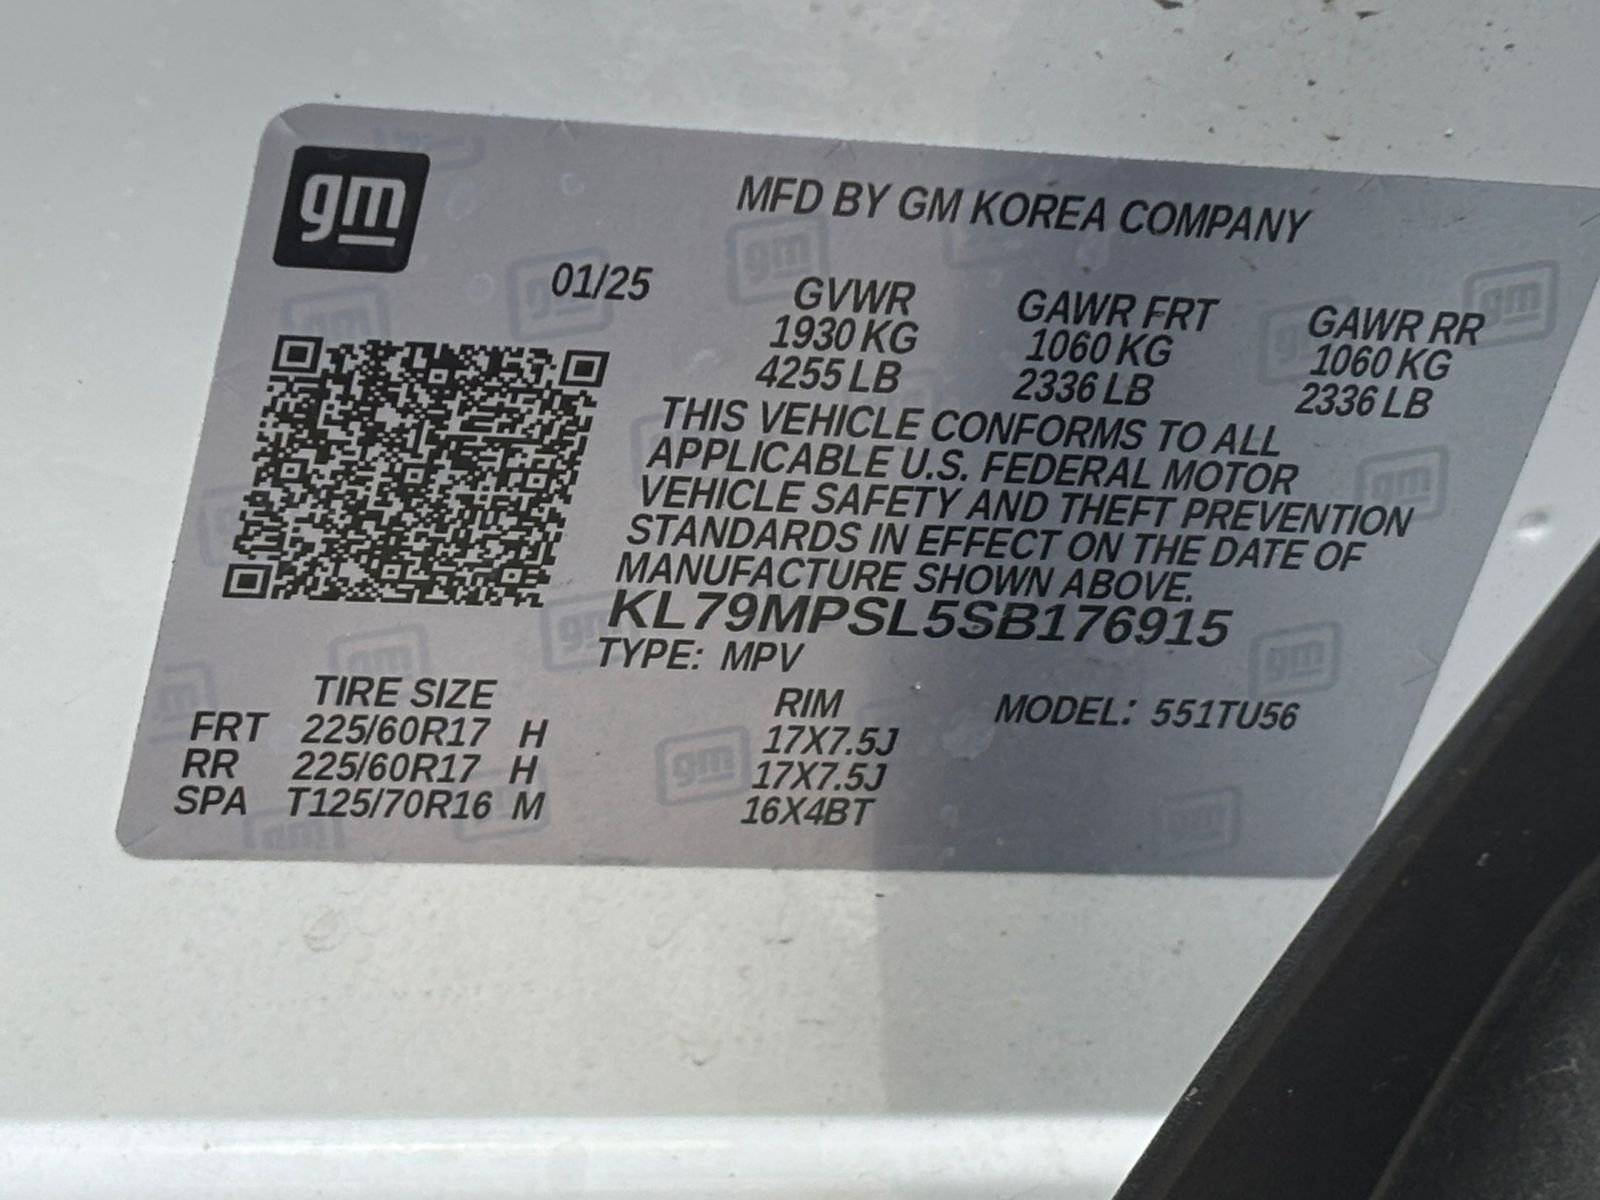 gm
MFD BY GM KOREA COMPANY
01/25
GVWR GAWR FRT GAWR RR
1930 KG 1060 KG 1060 KG
4255 LB 2336 LB 2336 LB
THIS VEHICLE CONFORMS TO ALL
APPLICABLE U.S. FEDERAL MOTOR
VEHICLE SAFETY AND THEFT PREVENTION
STANDARDS IN EFFECT ON THE DATE OF
MANUFACTURE SHOWN ABOVE.
KL79MPSL5SB176915
TYPE: MPV
TIRE SIZE RIM MODEL: 551TU56
FRT 225/60R17 H 17X7.5J
RR 225/60R17 H 17X7.5J
SPA T125/70R16 M 16X4BT